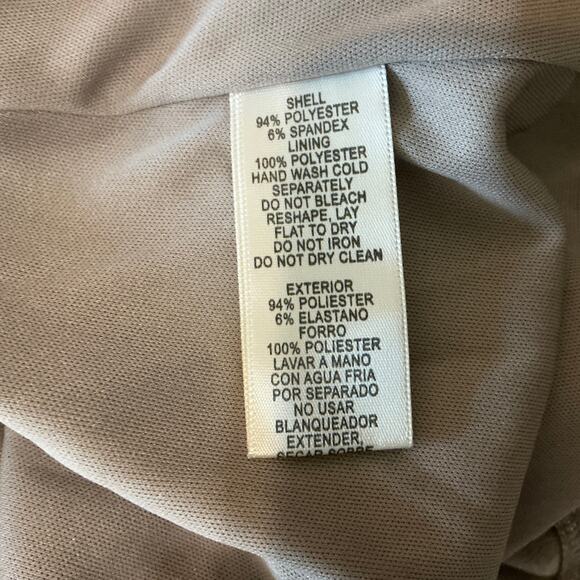 SHELL
94% POLYESTER
6% SPANDEX
LINING
100% POLYESTER
HAND WASH COLD
SEPARATELY
DO NOT BLEACH
RESHAPE, LAY
FLAT TO DRY
DO NOT IRON
DO NOT DRY CLEAN
EXTERIOR
94% POLIESTER
6% ELASTANO
FORRO
100% POLIESTER
LAVAR A MANO
CON AGUA FRIA
POR SEPARADO
NO USAR
BLANQUEADOR
EXTENDER,
SECAR SOBRE